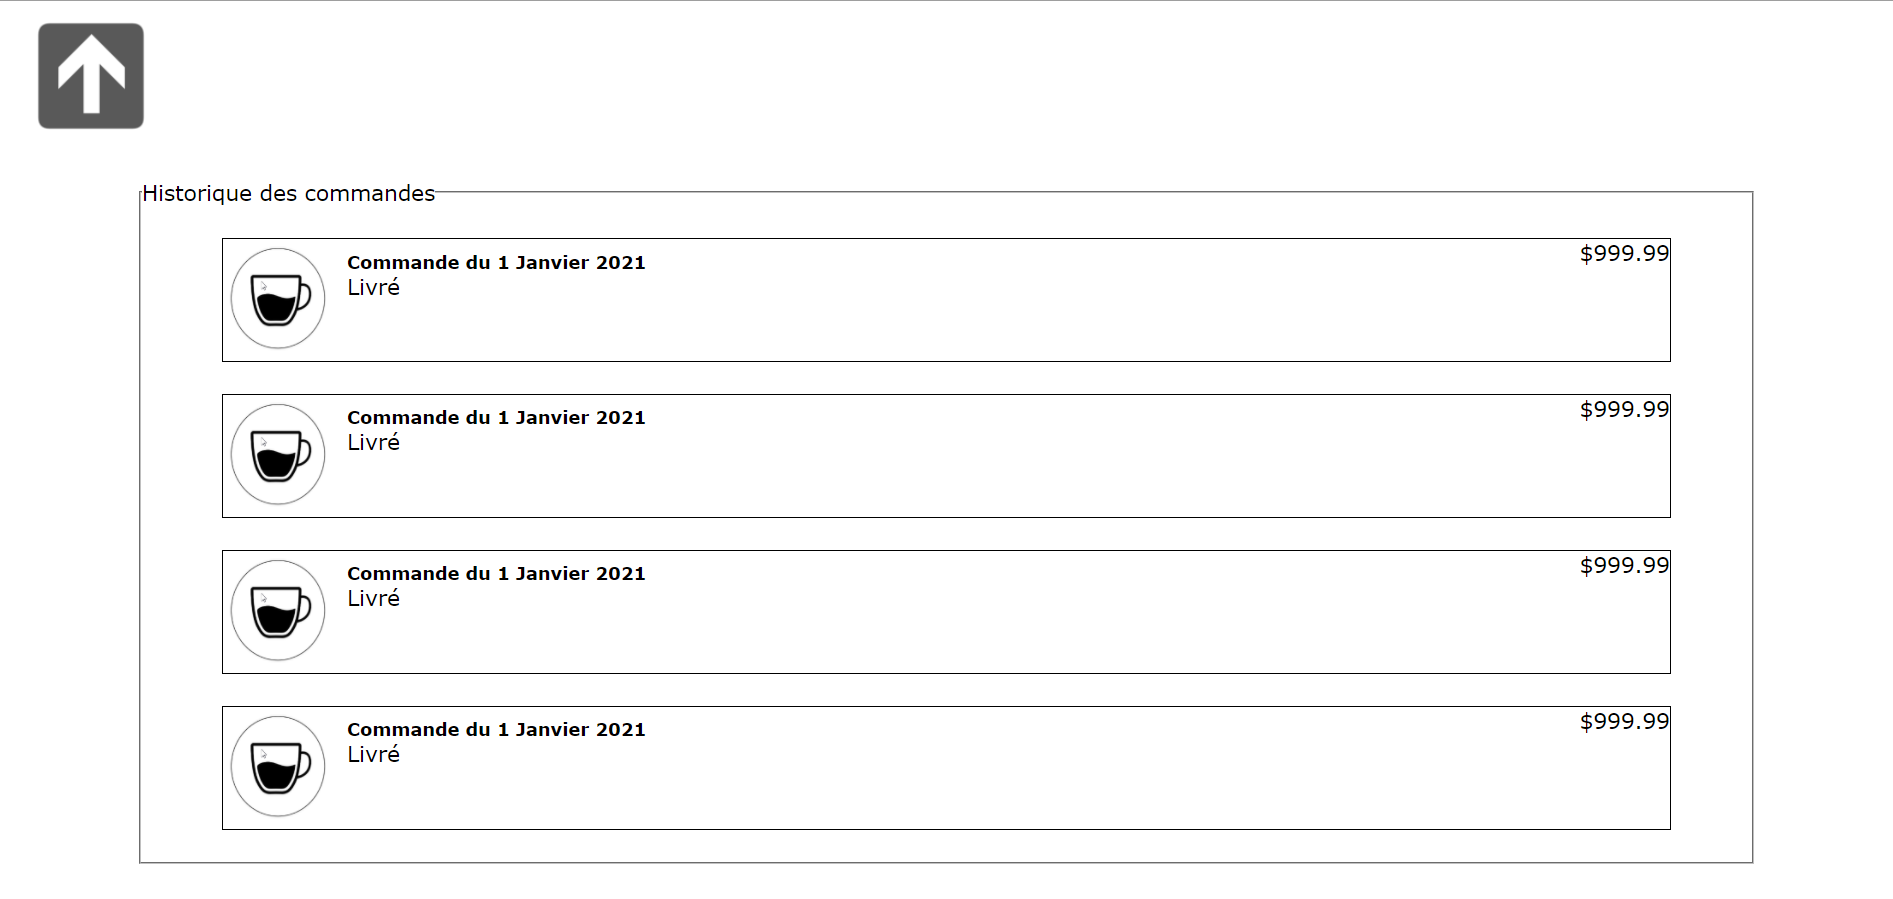 Historique des commandes
Commande du 1 Janvier 2021
$999.99
Livré
Commande du 1 Janvier 2021
$999.99
Livré
Commande du 1 Janvier 2021
$999.99
Livré
Commande du 1 Janvier 2021
$999.99
Livré